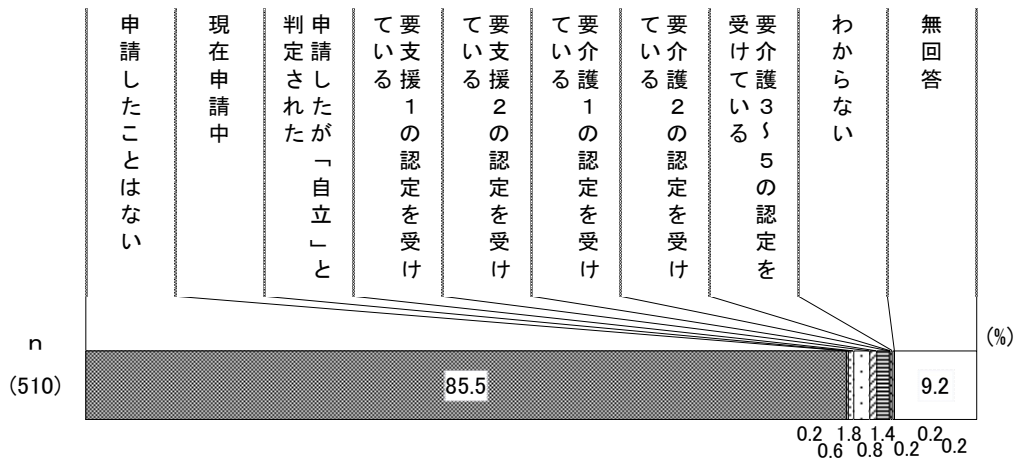 申請したことはない
現在申請中
申請したが「自立」と
判定された
要支援1の認定を受け
ている
要支援2の認定を受け
ている
要介護1の認定を受け
ている
要介護2の認定を受け
ている
要介護3~5の認定を
受けている
わからない
無回答
n
(%)
(510)
85.5
9.2
0.2
0.6
1.8
0.8
1.4
0.2
0.2
0.2